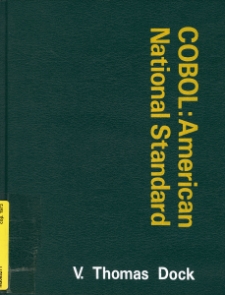 COBOL: American
National Standard
V. Thomas Dock